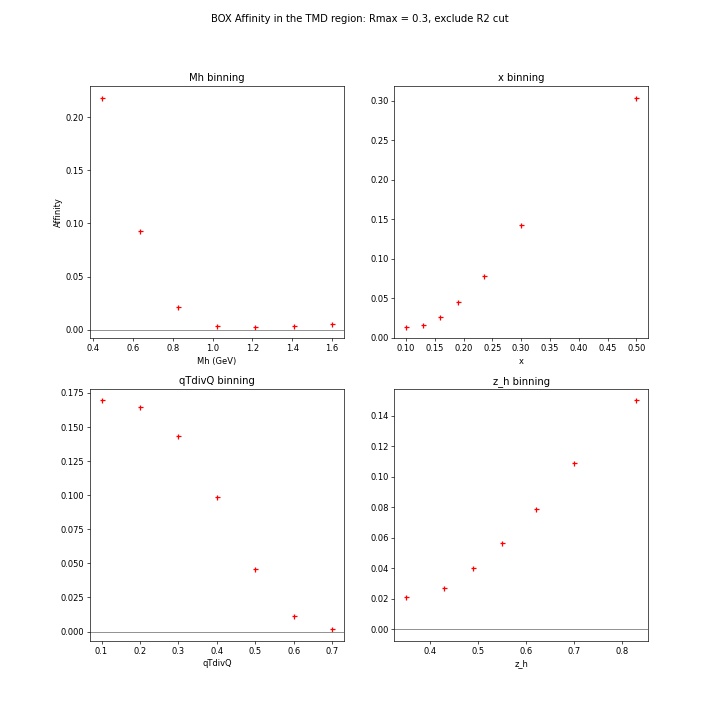 BOX Affinity in the TMD region: Rmax = 0.3, exclude R2 cut
Mh binning
0.20
0.15
0.10
0.05
0.00
Affinity
0.4 0.6 0.8 1.0 1.2 1.4 1.6
Mh (GeV)
x binning
0.30
0.25
0.20
0.15
0.10
0.05
0.00
0.10 0.15 0.20 0.25 0.30 0.35 0.40 0.45 0.50
x
qTdivQ binning
0.175
0.150
0.125
0.100
0.075
0.050
0.025
0.000
0.1 0.2 0.3 0.4 0.5 0.6 0.7
qTdivQ
z_h binning
0.14
0.12
0.10
0.08
0.06
0.04
0.02
0.00
0.4 0.5 0.6 0.7 0.8
z_h